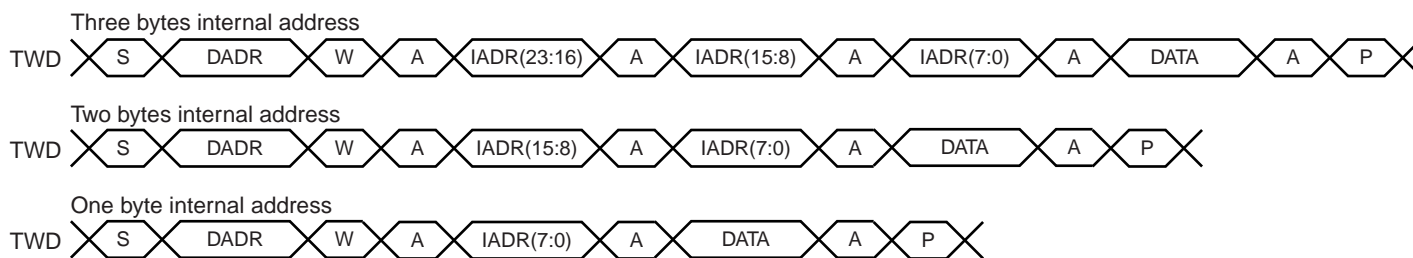 Three bytes internal address
TWD S DADR W A IADR(23:16) A IADR(15:8) A IADR(7:0) A DATA A P
Two bytes internal address
TWD S DADR W A IADR(15:8) A IADR(7:0) A DATA A P
One byte internal address
TWD S DADR W A IADR(7:0) A DATA A P